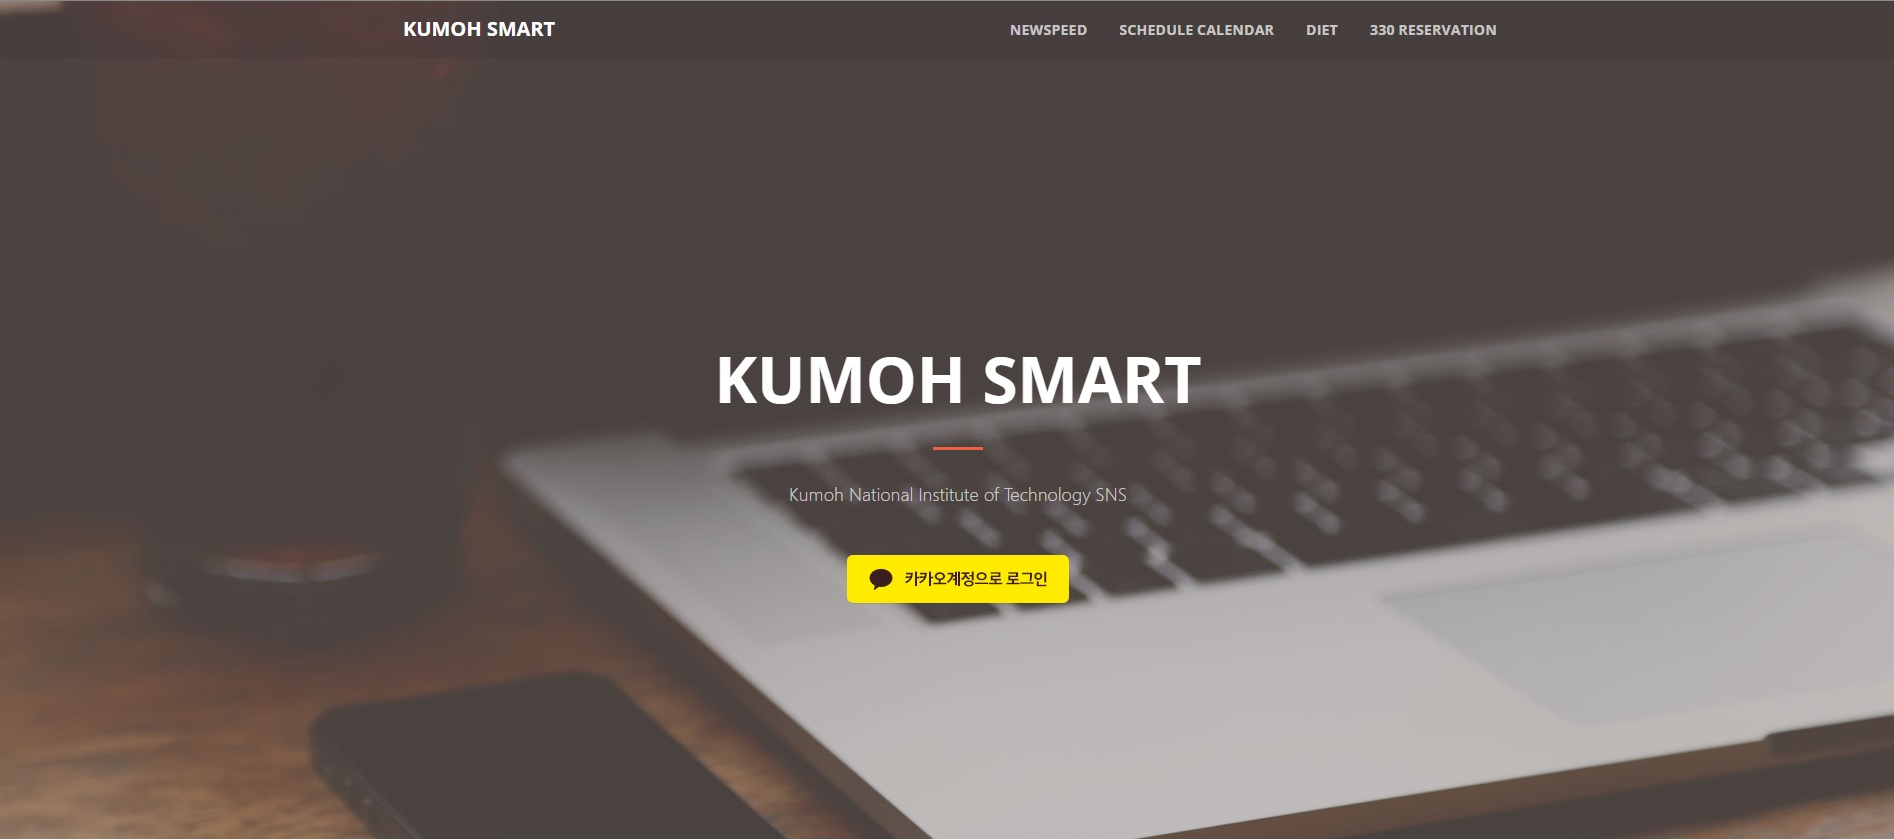 KUMOH SMART
NEWSPEED SCHEDULE CALENDAR DIET 330 RESERVATION
KUMOH SMART
Kumoh National Institute of Technology SNS
카카오계정으로 로그인